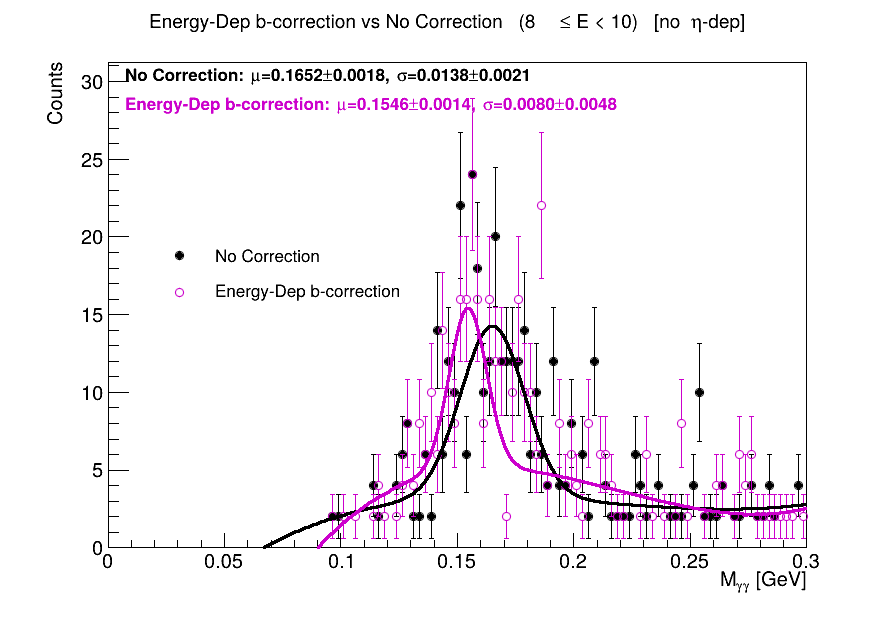 Energy-Dep b-correction vs No Correction (8 ≤ E < 10) [no η-dep]
Counts
No Correction: μ=0.1652±0.0018, σ=0.0138±0.0021
Energy-Dep b-correction: μ=0.1546±0.0014, σ=0.0080±0.0048
No Correction
Energy-Dep b-correction
30
25
20
15
10
5
0
0 0.05 0.1 0.15 0.2 0.25 0.3
Mγγ [GeV]